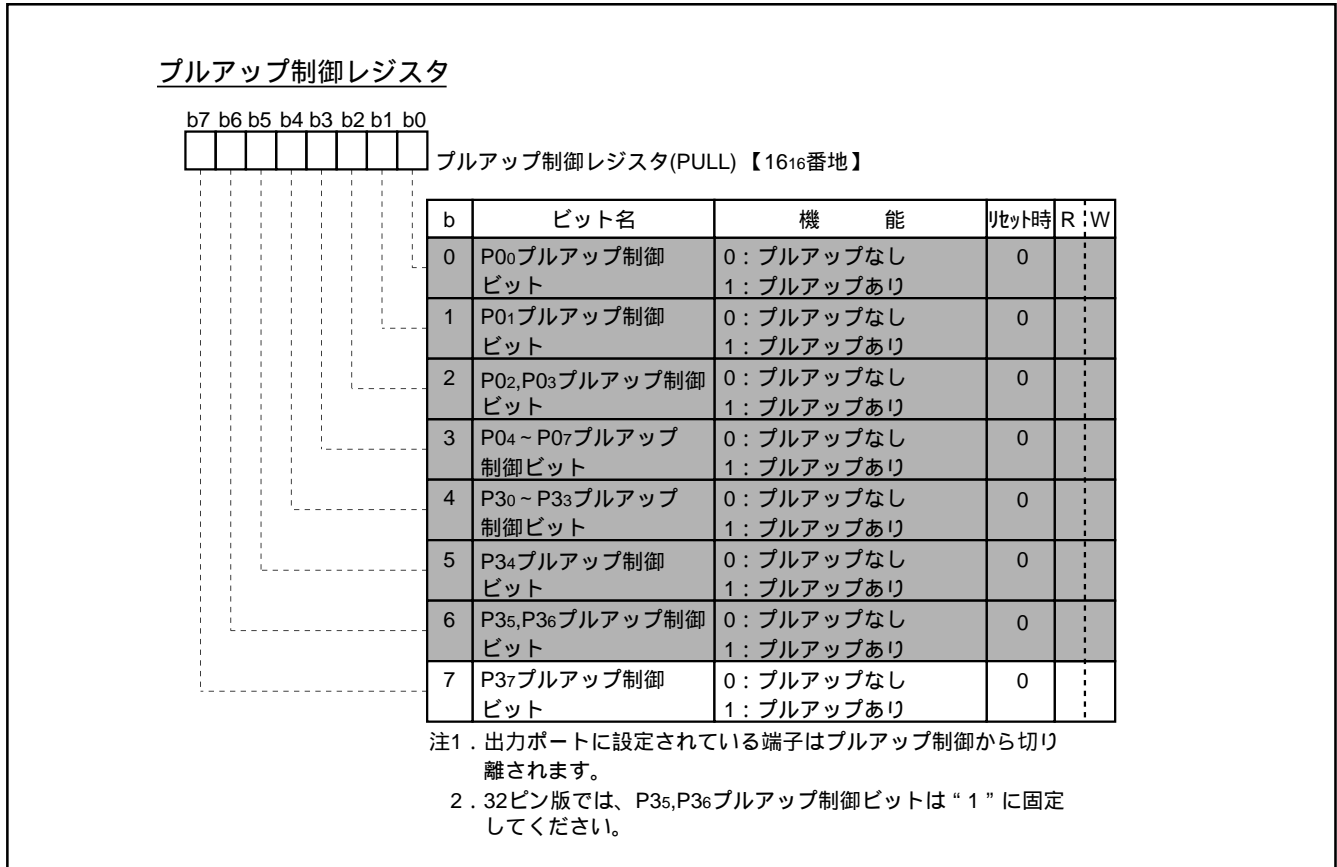 プルアップ制御レジスタ
b7 b6 b5 b4 b3 b2 b1 b0
プルアップ制御レジスタ(PULL)【1616番地】
b ビット名 機 能 リセット時 R W
0 P00プルアップ制御 0：プルアップなし 0
ビット 1：プルアップあり
1 P01プルアップ制御 0：プルアップなし 0
ビット 1：プルアップあり
2 P02,P03プルアップ制御 0：プルアップなし 0
ビット 1：プルアップあり
3 P04～P07プルアップ 0：プルアップなし 0
制御ビット 1：プルアップあり
4 P30～P33プルアップ 0：プルアップなし 0
制御ビット 1：プルアップあり
5 P34プルアップ制御 0：プルアップなし 0
ビット 1：プルアップあり
6 P35,P36プルアップ制御 0：プルアップなし 0
ビット 1：プルアップあり
7 P37プルアップ制御 0：プルアップなし 0
ビット 1：プルアップあり
注1．出力ポートに設定されている端子はプルアップ制御から切り
離されます。
2．32ピン版では、P35,P36プルアップ制御ビットは“1”に固定
してください。